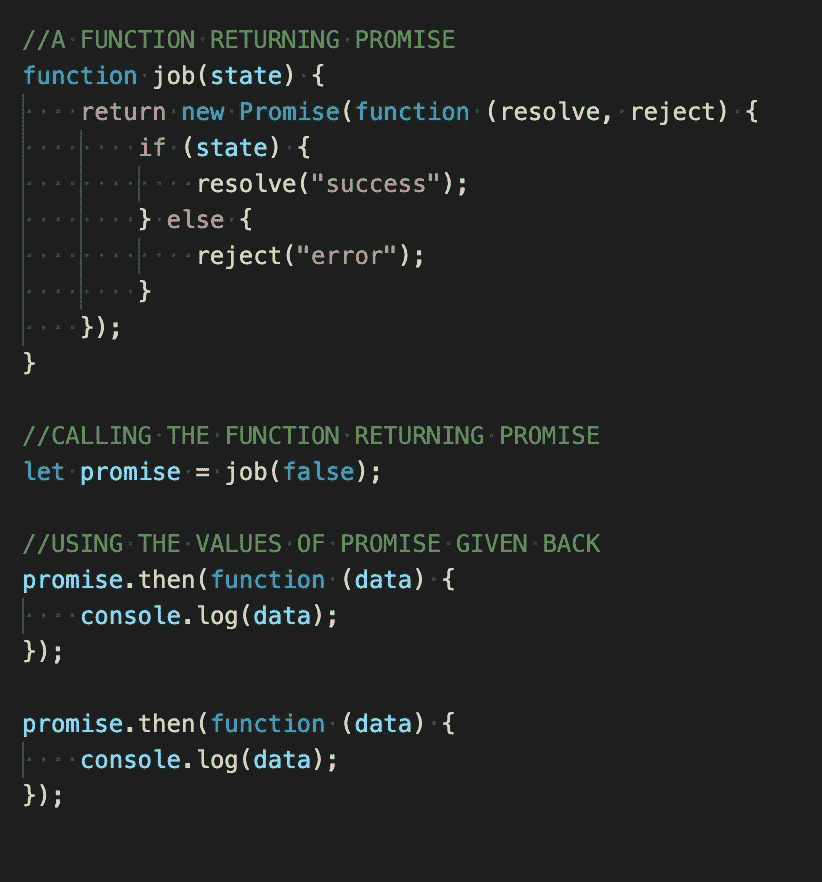 //A FUNCTION RETURNING PROMISE
function job(state) {
    return new Promise(function (resolve, reject) {
        if (state) {
            resolve("success");
        } else {
            reject("error");
        }
    });
}

//CALLING THE FUNCTION RETURNING PROMISE
let promise = job(false);

//USING THE VALUES OF PROMISE GIVEN BACK
promise.then(function (data) {
    console.log(data);
});

promise.then(function (data) {
    console.log(data);
});